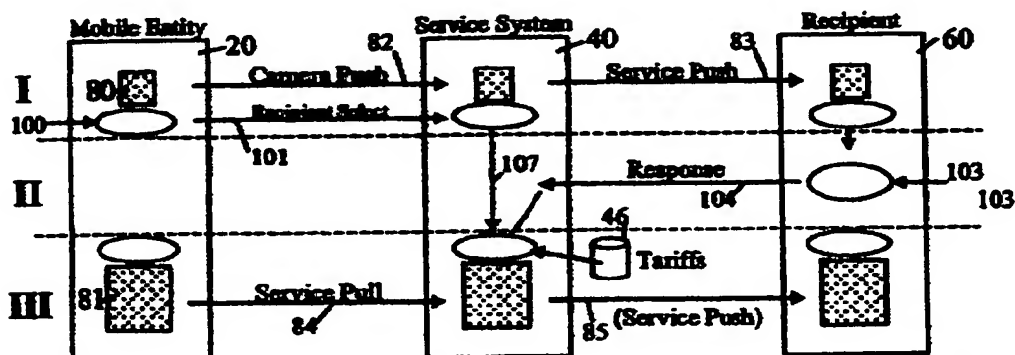 Mobile Entity Service System Recipient
20 82 40 83 60
I 80 Camera Push Service Push
100 Recipient Select
101
107
II Response 103
104 103
46
Tariffs
III 81 Service Pull
84 85 (Service Push)